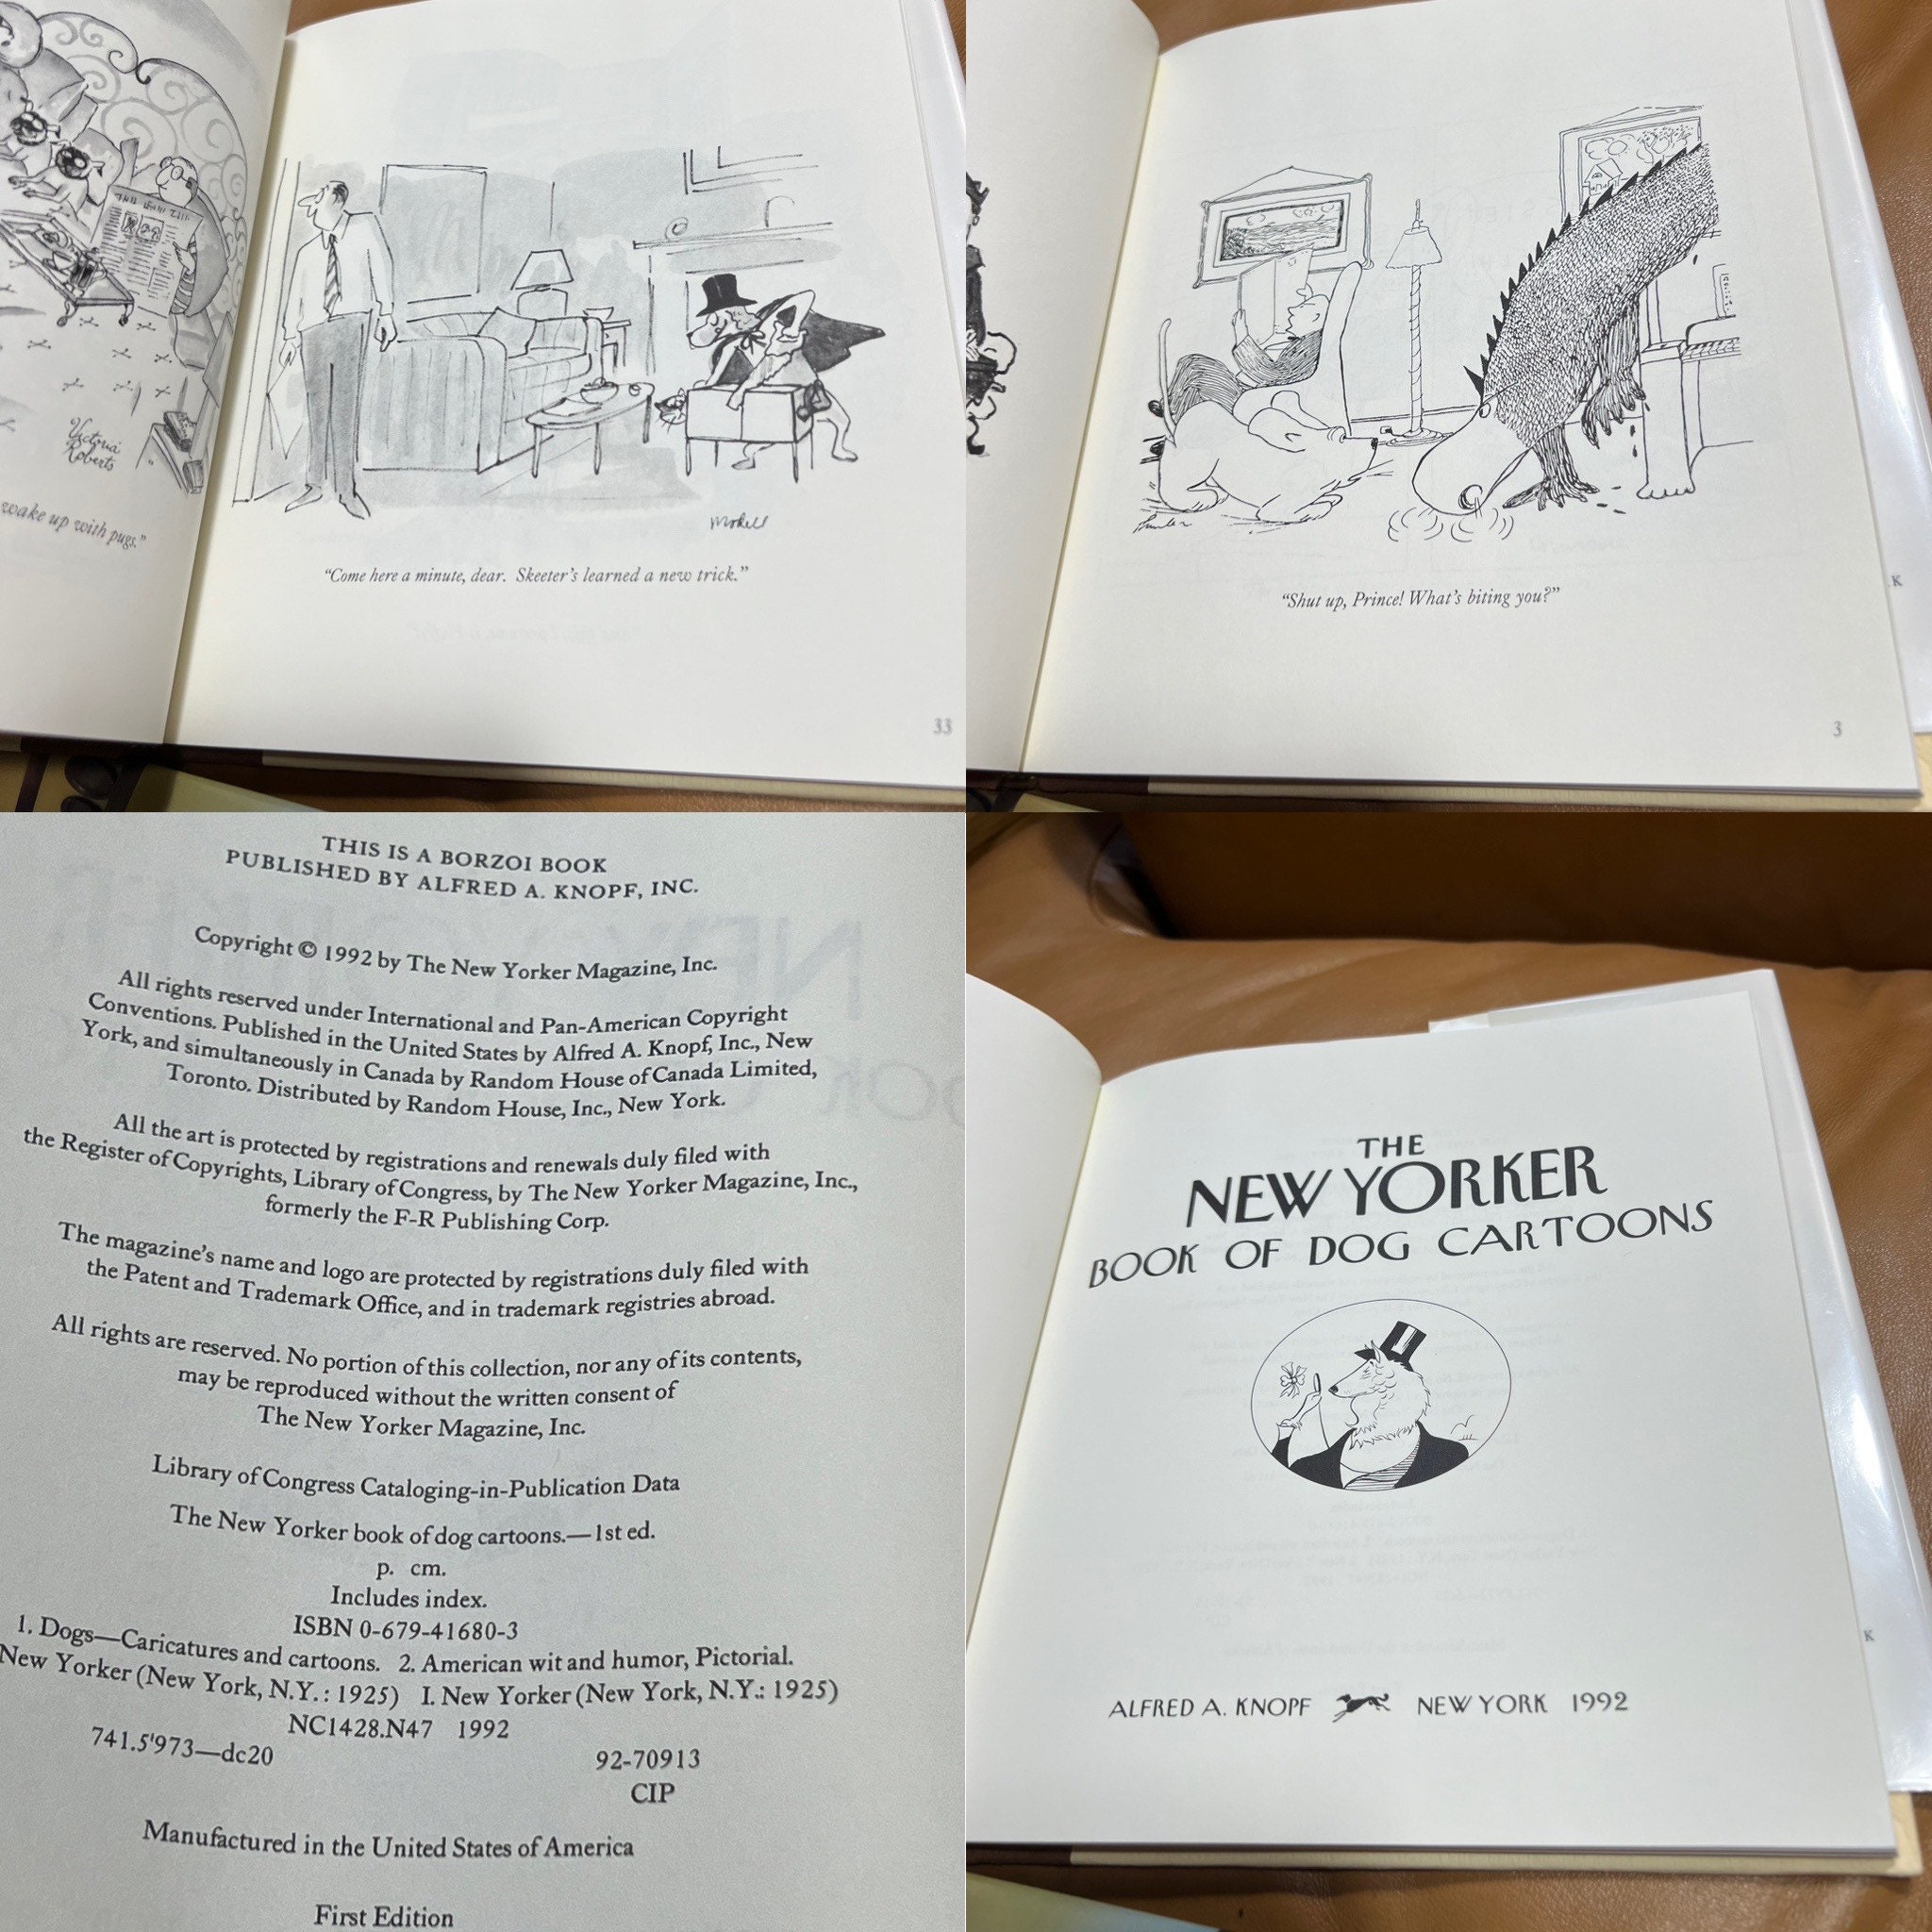 Victoria
Roberts
wake up with pugs."
Modell
"Come here a minute, dear. Skeeter's learned a new trick."
33
"Shut up, Prince! What's biting you?"
K
3
THIS IS A BORZOI BOOK
PUBLISHED BY ALFRED A. KNOPF, INC.
Copyright © 1992 by The New Yorker Magazine, Inc.
All rights reserved under International and Pan-American Copyright
Conventions. Published in the United States by Alfred A. Knopf, Inc., New
York, and simultaneously in Canada by Random House of Canada Limited,
Toronto. Distributed by Random House, Inc., New York.
All the art is protected by registrations and renewals duly filed with
the Register of Copyrights, Library of Congress, by The New Yorker Magazine, Inc.,
formerly the F-R Publishing Corp.
The magazine's name and logo are protected by registrations duly filed with
the Patent and Trademark Office, and in trademark registries abroad.
All rights are reserved. No portion of this collection, nor any of its contents,
may be reproduced without the written consent of
The New Yorker Magazine, Inc.
Library of Congress Cataloging-in-Publication Data
The New Yorker book of dog cartoons.—1st ed.
p. cm.
Includes index.
ISBN 0-679-41680-3
1. Dogs—Caricatures and cartoons. 2. American wit and humor, Pictorial.
New Yorker (New York, N.Y. : 1925) I. New Yorker (New York, N.Y.: 1925)
NC1428.N47 1992
741.5'973—dc20
92-70913
CIP
Manufactured in the United States of America
First Edition
THE
NEW YORKER
BOOK OF DOG CARTOONS
K
ALFRED A. KNOPF NEW YORK 1992